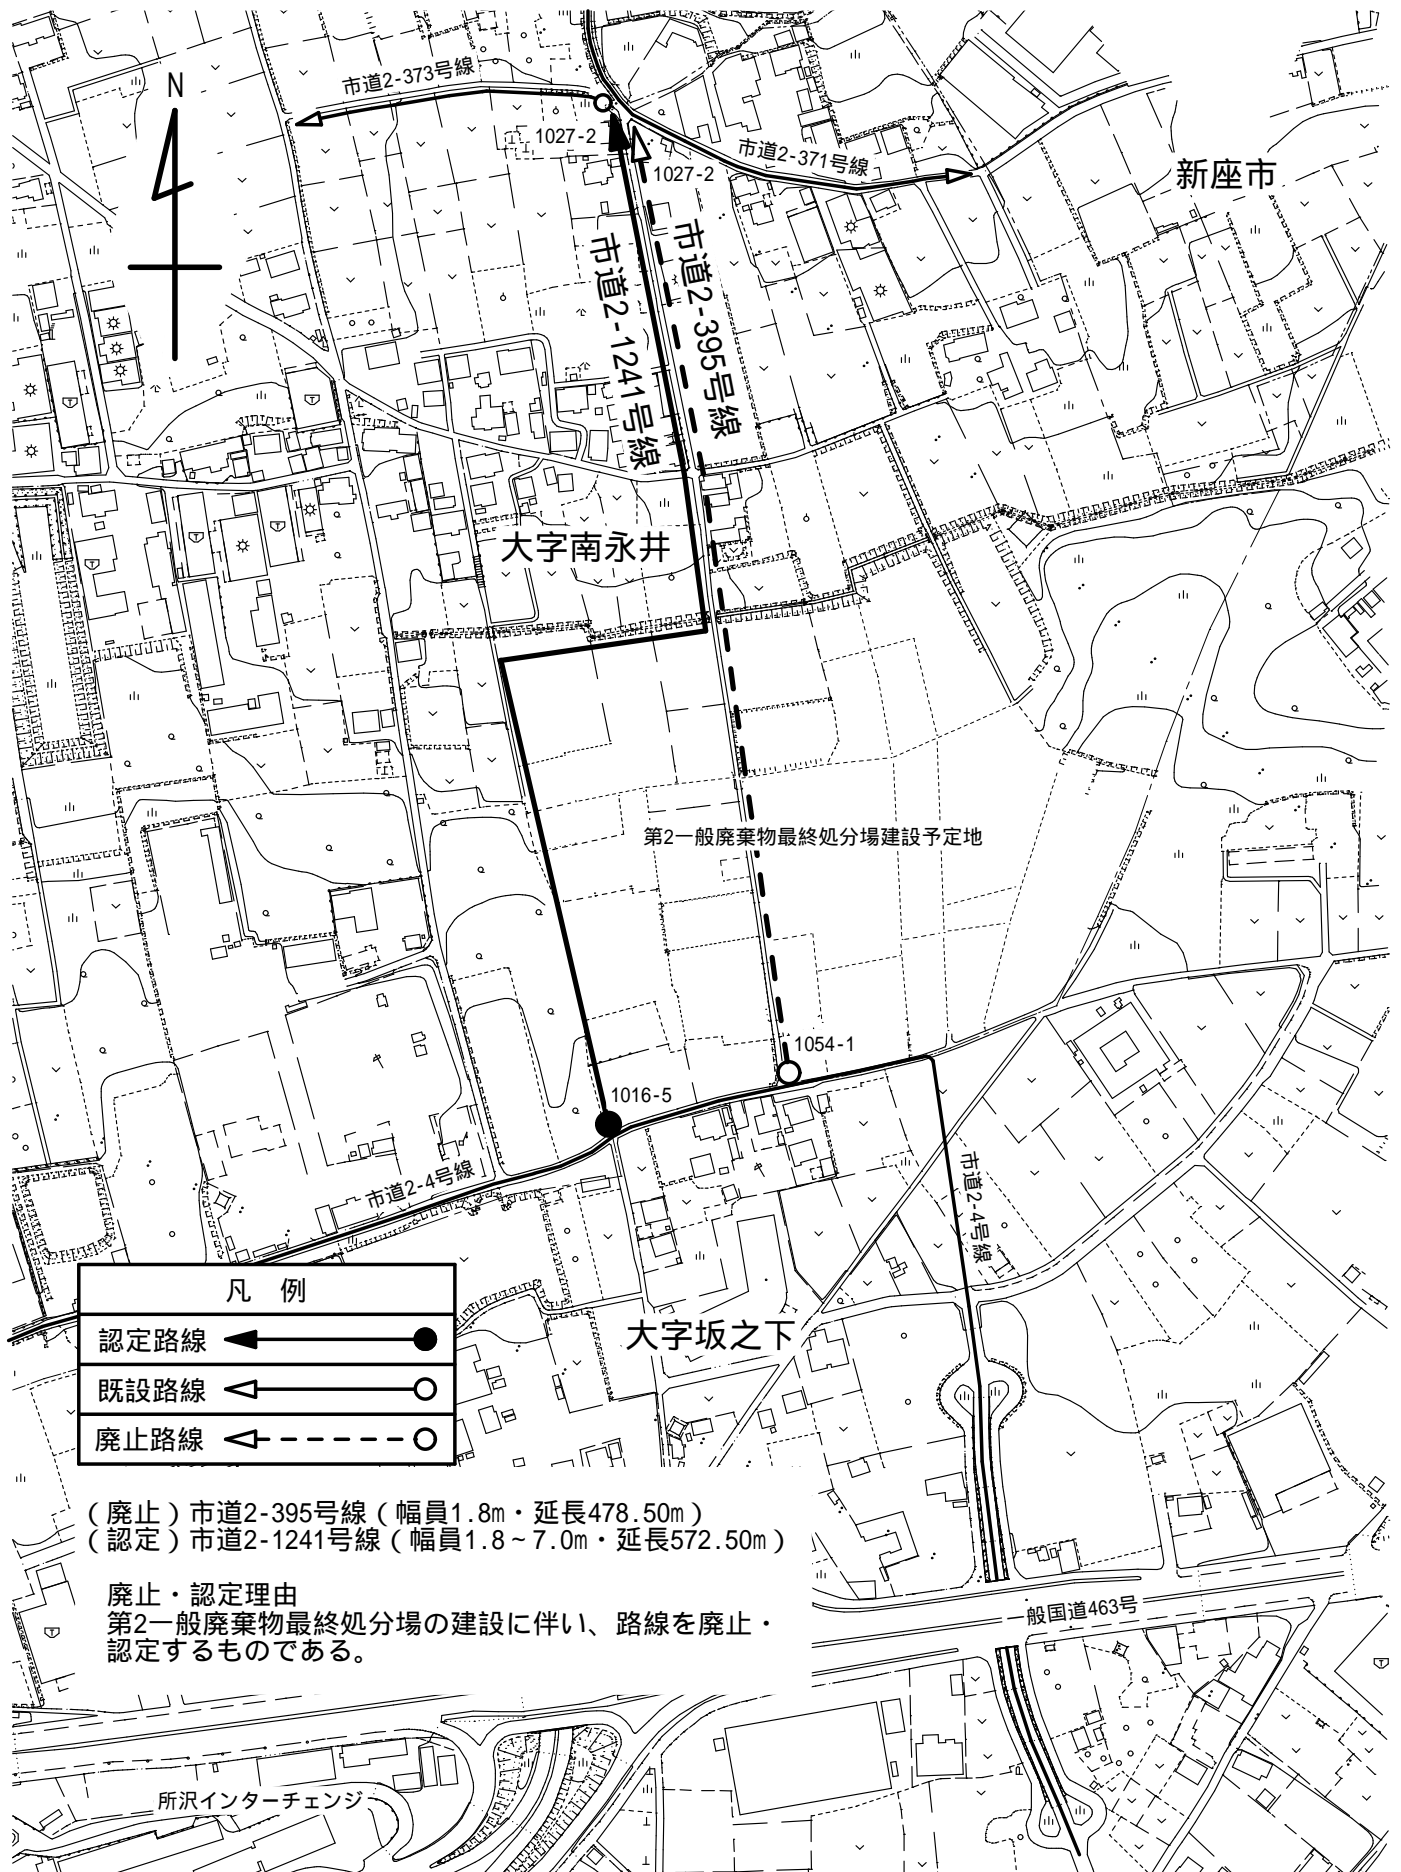 市道2-373号線
N
1027-2
市道2-371号線
1027-2
新座市
市道2-395号線
市道2-1241号線
大字南永井
第2一般廃棄物最終処分場建設予定地
1054-1
1016-5
市道2-4号線
市道2-4号線
凡 例
認定路線
既設路線
廃止路線
大字坂之下
(廃止)市道2-395号線(幅員1.8m・延長478.50m)
(認定)市道2-1241号線(幅員1.8~7.0m・延長572.50m)
廃止・認定理由
第2一般廃棄物最終処分場の建設に伴い、路線を廃止・
認定するものである。
一般国道463号
所沢インターチェンジ